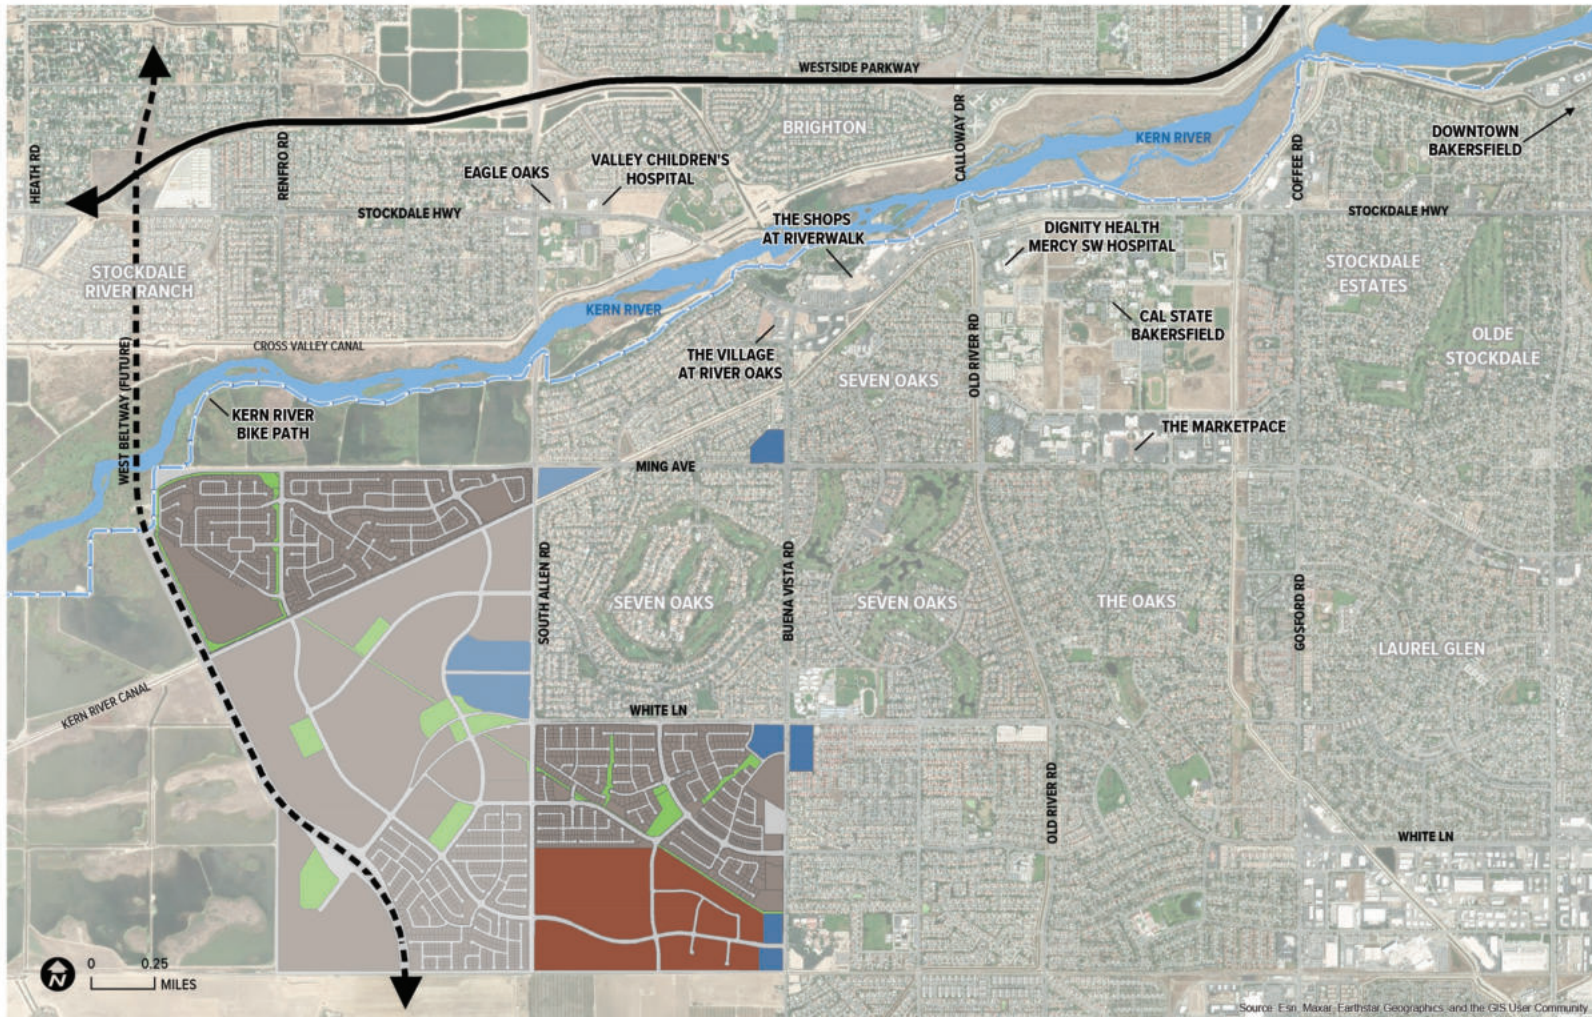 WESTSIDE PARKWAY
BRIGHTON
CALLOWAY DR
KERN RIVER
COFFEE RD
DOWNTOWN
BAKERSFIELD
HEATH RD
RENFRO RD
EAGLE OAKS
VALLEY CHILDREN'S
HOSPITAL
STOCKDALE HWY
STOCKDALE HWY
THE SHOPS
AT RIVERWALK
DIGNITY HEALTH
MERCY SW HOSPITAL
STOCKDALE
RIVER RANCH
STOCKDALE
ESTATES
KERN RIVER
CAL STATE
BAKERSFIELD
OLDE
STOCKDALE
CROSS VALLEY CANAL
THE VILLAGE
AT RIVER OAKS
SEVEN OAKS
OLD RIVER RD
WEST BELTWAY (FUTURE)
KERN RIVER
BIKE PATH
THE MARKETPACE
MING AVE
SOUTH ALLEN RD
SEVEN OAKS
BUENA VISTA RD
SEVEN OAKS
THE OAKS
GOSFORD RD
LAUREL GLEN
KERN RIVER CANAL
WHITE LN
OLD RIVER RD
WHITE LN
N
0 0.25
MILES
Source: Esri, Maxar, Earthstar Geographics, and the GIS User Community